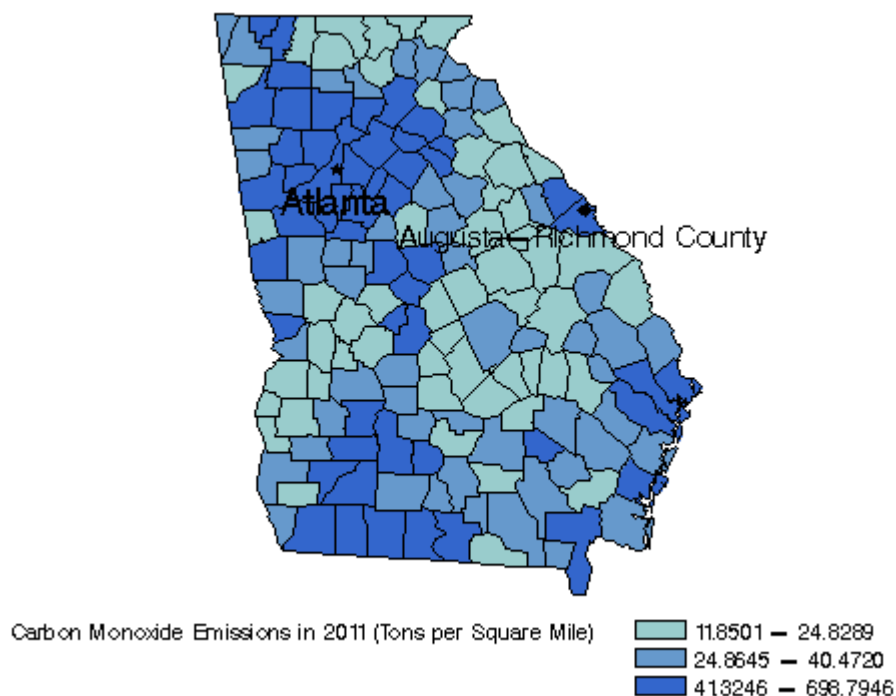 Atlanta
Augusta—Richmond County
Carbon Monoxide Emissions in 2011 (Tons per Square Mile)
11.8501 — 24.8289
24.8645 — 40.4720
41.3246 — 698.7946